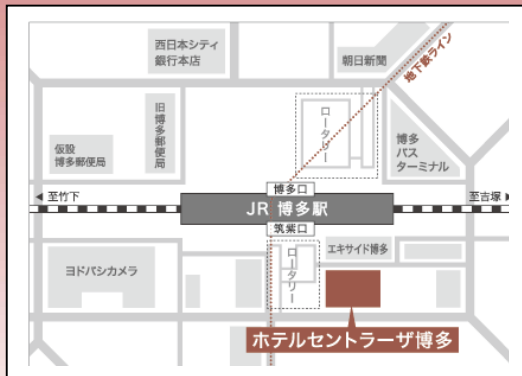 西日本シティ
銀行本店
朝日新聞
地下鉄ライン
旧博多郵便局
仮設
博多郵便局
ロータリー
博多
バス
ターミナル
至竹下
博多口
至吉塚
JR 博多駅
筑紫口
ロータリー
エキサイド博多
ヨドバシカメラ
ホテルセントラーザ博多